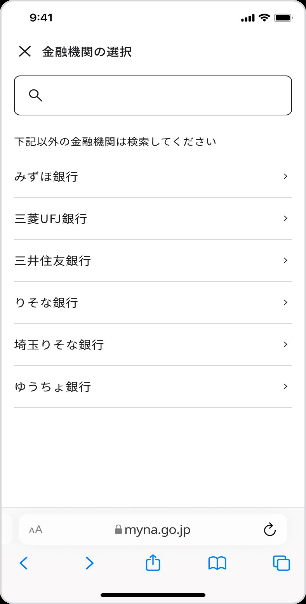 9:41
金融機関の選択
下記以外の金融機関は検索してください
みずほ銀行
三菱UFJ銀行
三井住友銀行
りそな銀行
埼玉りそな銀行
ゆうちょ銀行
AA myna.go.jp